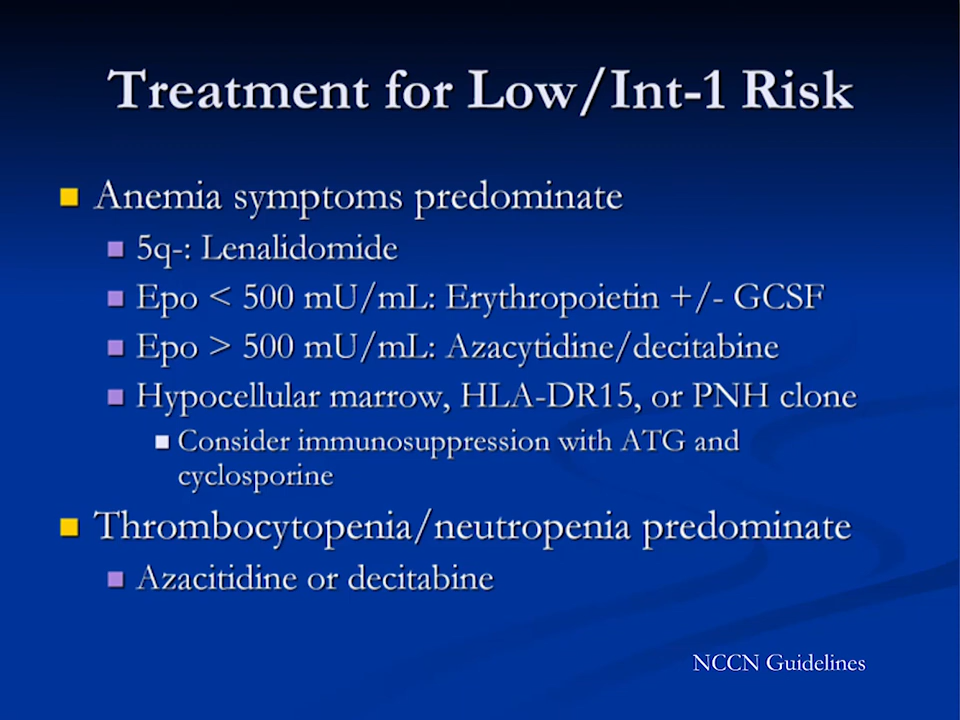 Treatment for Low/Int-1 Risk
Anemia symptoms predominate
5q-: Lenalidomide
Epo < 500 mU/mL: Erythropoietin +/- GCSF
Epo > 500 mU/mL: Azacytidine/decitabine
Hypocellular marrow, HLA-DR15, or PNH clone
Consider immunosuppression with ATG and
cyclosporine
Thrombocytopenia/neutropenia predominate
Azacitidine or decitabine
NCCN Guidelines